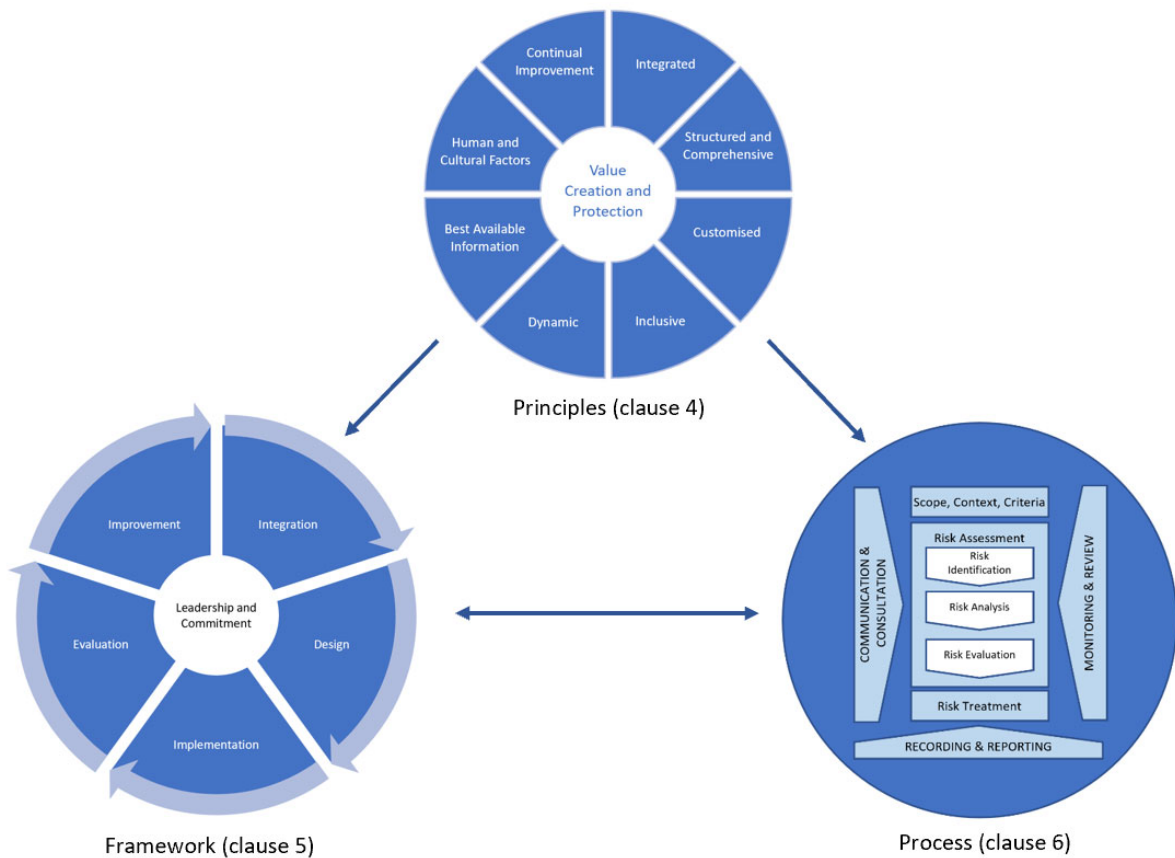 Continual
Improvement
Integrated
Human and
Cultural Factors
Structured and
Comprehensive
Value
Creation and
Protection
Best Available
Information
Customised
Dynamic
Inclusive
Principles (clause 4)
Improvement
Integration
Leadership and
Commitment
Evaluation
Design
Implementation
Framework (clause 5)
Scope, Context, Criteria
Risk Assessment
Risk
Identification
Risk Analysis
Risk Evaluation
Risk Treatment
COMMUNICATION &
CONSULTATION
MONITORING & REVIEW
RECORDING & REPORTING
Process (clause 6)